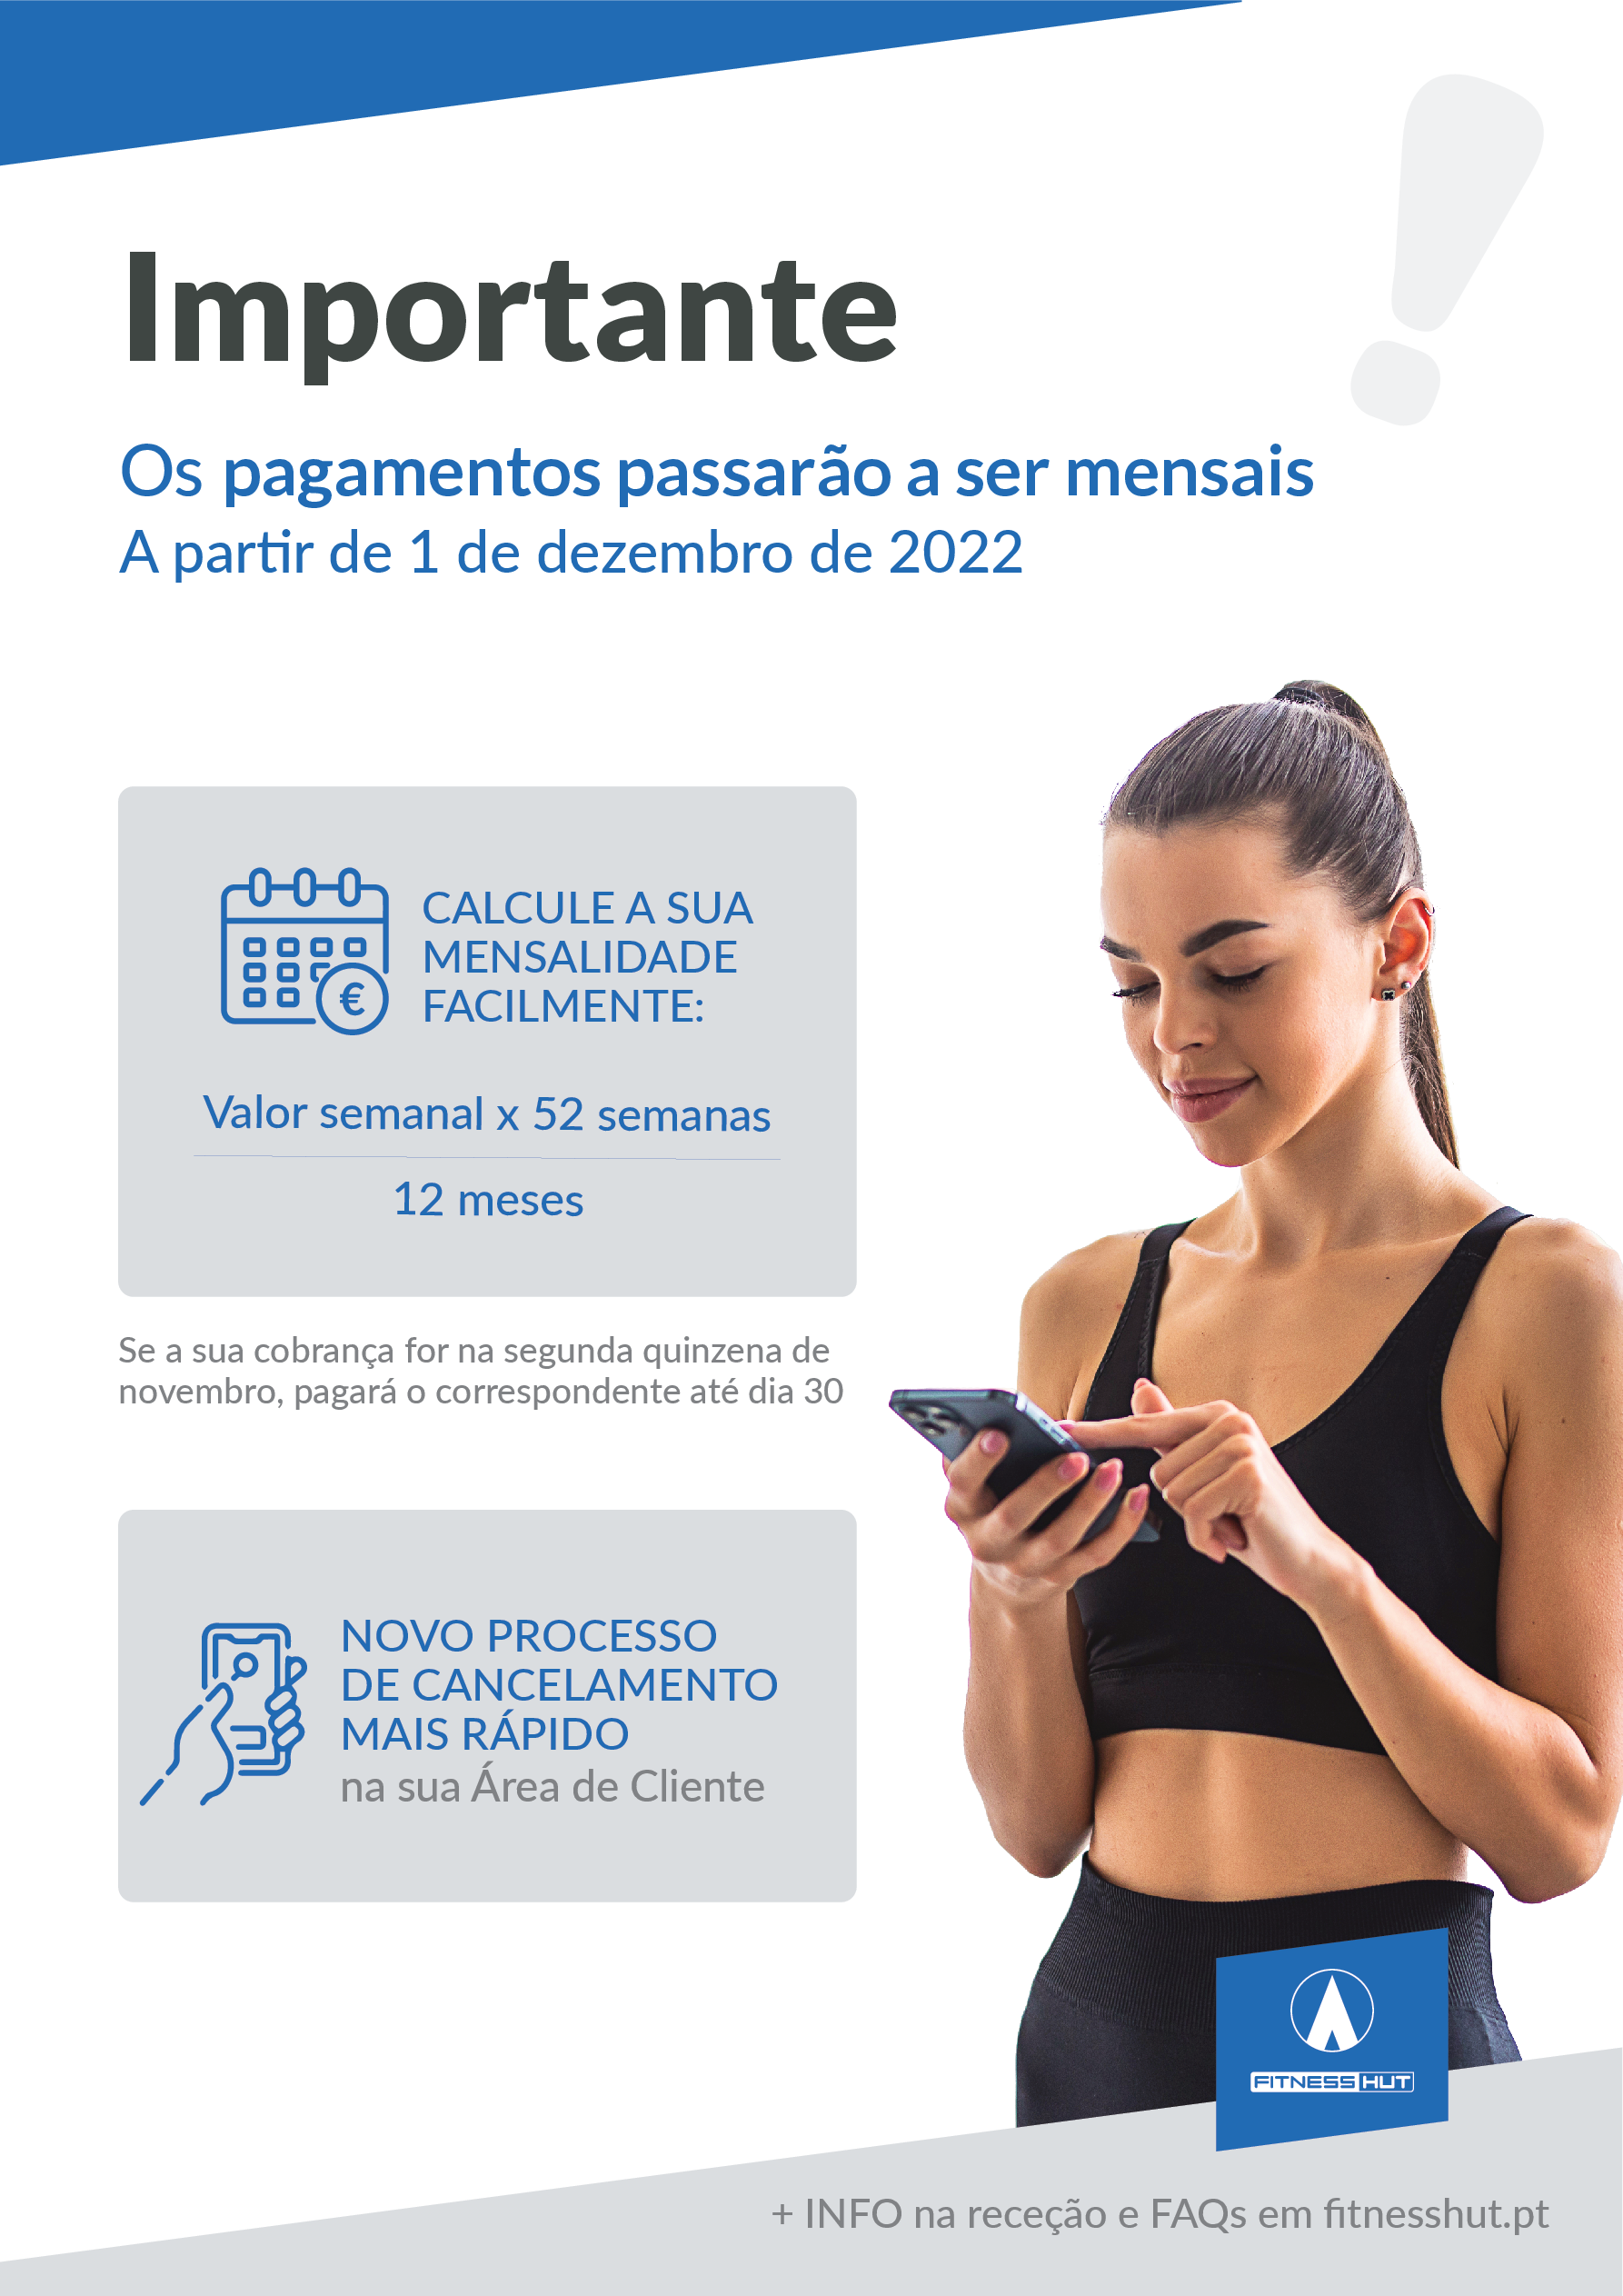 Importante
Os pagamentos passarão a ser mensais
A partir de 1 de dezembro de 2022
CALCULE A SUA
MENSALIDADE
FACILMENTE:
€
Valor semanal x 52 semanas
12 meses
Se a sua cobrança for na segunda quinzena de
novembro, pagará o correspondente até dia 30
NOVO PROCESSO
DE CANCELAMENTO
MAIS RÁPIDO
na sua Área de Cliente
FITNESS HUT
+ INFO na receção e FAQs em fitnesshut.pt